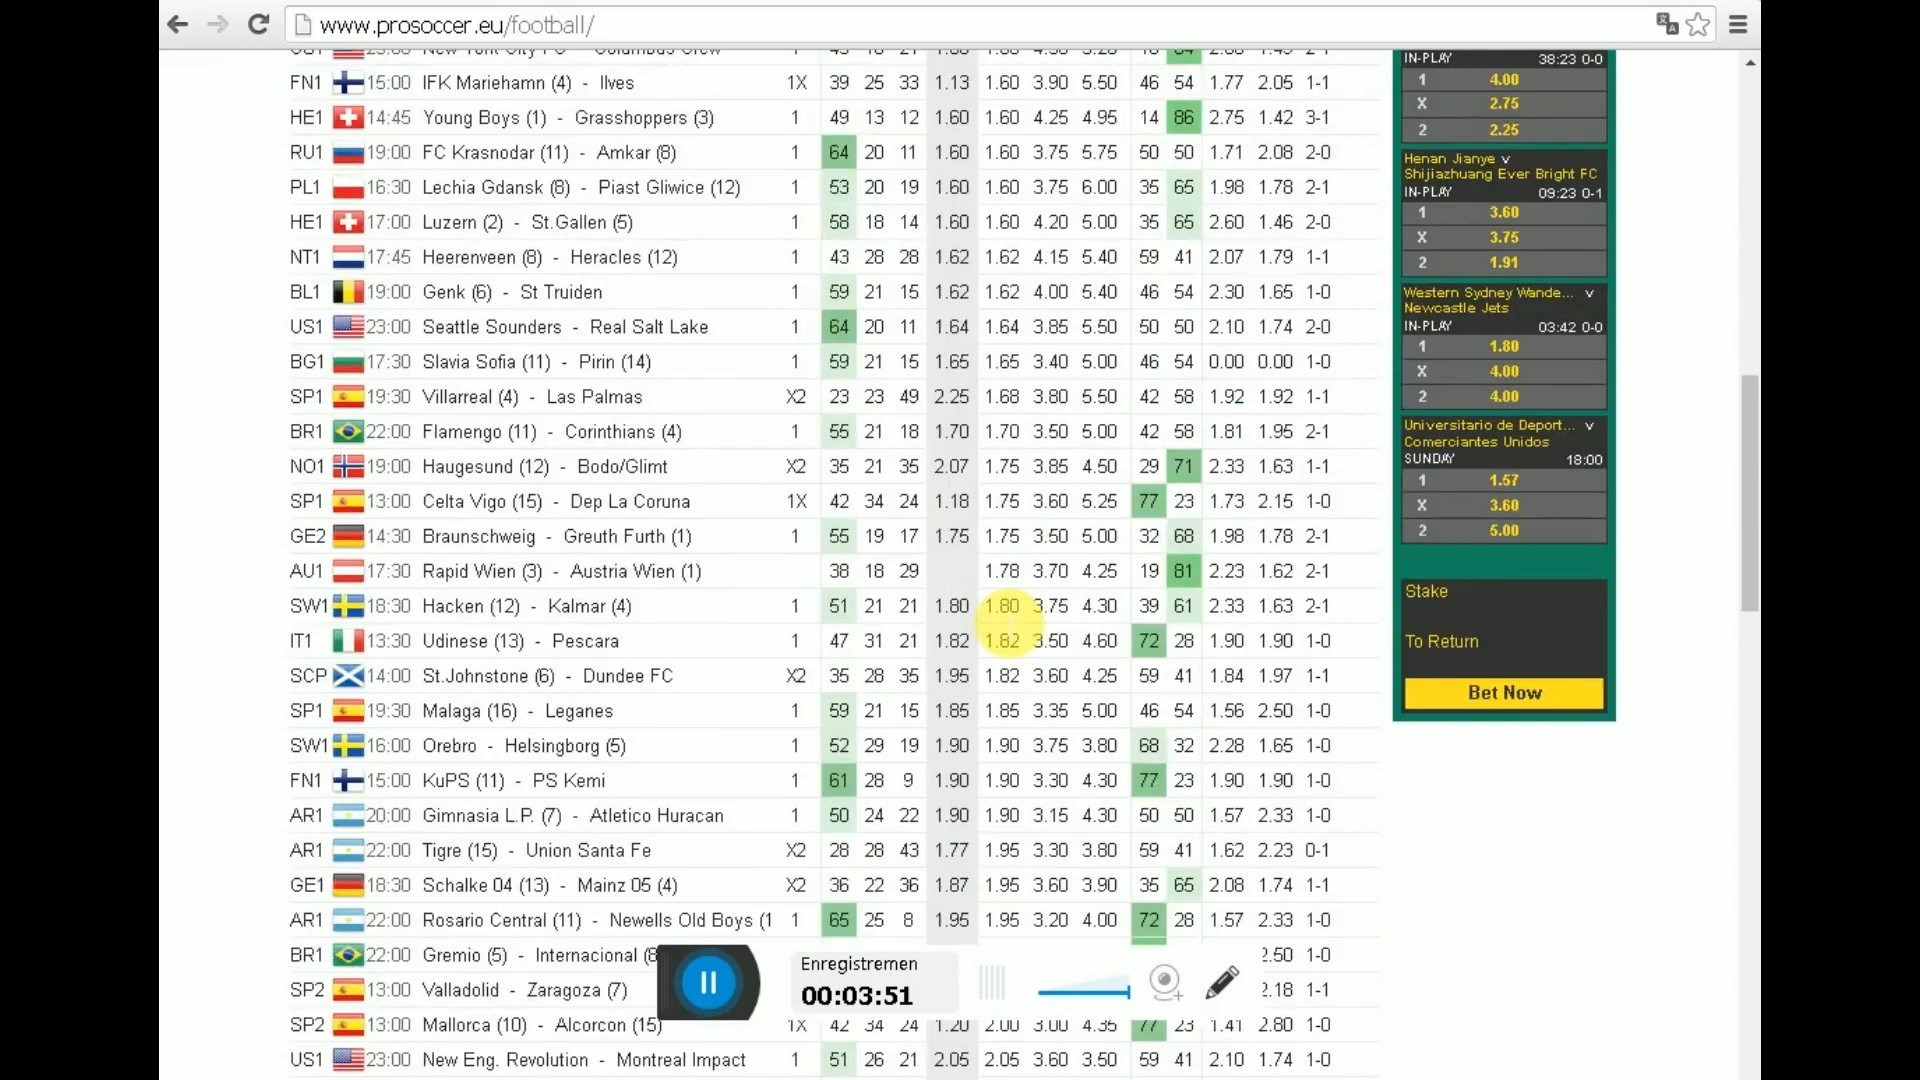 www.prosoccer.eu/football/
FN1 15:00 IFK Mariehamn (4) - Ilves 1X 39 25 33 1.13 1.60 3.90 5.50 46 54 1.77 2.05 1-1
HE1 14:45 Young Boys (1) - Grasshoppers (3) 1 49 13 12 1.60 1.60 4.25 4.95 14 86 2.75 1.42 3-1
RU1 19:00 FC Krasnodar (11) - Amkar (8) 1 64 20 11 1.60 1.60 3.75 5.75 50 50 1.71 2.08 2-0
PL1 16:30 Lechia Gdansk (8) - Piast Gliwice (12) 1 53 20 19 1.60 1.60 3.75 6.00 35 65 1.98 1.78 2-1
HE1 17:00 Luzern (2) - St.Gallen (5) 1 58 18 14 1.60 1.60 4.20 5.00 35 65 2.60 1.46 2-0
NT1 17:45 Heerenveen (8) - Heracles (12) 1 43 28 28 1.62 1.62 4.15 5.40 59 41 2.07 1.79 1-1
BL1 19:00 Genk (6) - St Truiden 1 59 21 15 1.62 1.62 4.00 5.40 46 54 2.30 1.65 1-0
US1 23:00 Seattle Sounders - Real Salt Lake 1 64 20 11 1.64 1.64 3.85 5.50 50 50 2.10 1.74 2-0
BG1 17:30 Slavia Sofia (11) - Pirin (14) 1 59 21 15 1.65 1.65 3.40 5.00 46 54 0.00 0.00 1-0
SP1 19:30 Villarreal (4) - Las Palmas X2 23 23 49 2.25 1.68 3.80 5.50 42 58 1.92 1.92 1-1
BR1 22:00 Flamengo (11) - Corinthians (4) 1 55 21 18 1.70 1.70 3.50 5.00 42 58 1.81 1.95 2-1
NO1 19:00 Haugesund (12) - Bodo/Glimt X2 35 21 35 2.07 1.75 3.85 4.50 29 71 2.33 1.63 1-1
SP1 13:00 Celta Vigo (15) - Dep La Coruna 1X 42 34 24 1.18 1.75 3.60 5.25 77 23 1.73 2.15 1-0
GE2 14:30 Braunschweig - Greuth Furth (1) 1 55 19 17 1.75 1.75 3.50 5.00 32 68 1.98 1.78 2-1
AU1 17:30 Rapid Wien (3) - Austria Wien (1) 38 18 29 1.78 3.70 4.25 19 81 2.23 1.62 2-1
SW1 18:30 Hacken (12) - Kalmar (4) 1 51 21 21 1.80 1.80 3.75 4.30 39 61 2.33 1.63 2-1
IT1 13:30 Udinese (13) - Pescara 1 47 31 21 1.82 1.82 3.50 4.60 72 28 1.90 1.90 1-0
SCP 14:00 St.Johnstone (6) - Dundee FC X2 35 28 35 1.95 1.82 3.60 4.25 59 41 1.84 1.97 1-1
SP1 19:30 Malaga (16) - Leganes 1 59 21 15 1.85 1.85 3.35 5.00 46 54 1.56 2.50 1-0
SW1 16:00 Orebro - Helsingborg (5) 1 52 29 19 1.90 1.90 3.75 3.80 68 32 2.28 1.65 1-0
FN1 15:00 KuPS (11) - PS Kemi 1 61 28 9 1.90 1.90 3.30 4.30 77 23 1.90 1.90 1-0
AR1 20:00 Gimnasia L.P. (7) - Atletico Huracan 1 50 24 22 1.90 1.90 3.15 4.30 50 50 1.57 2.33 1-0
AR1 22:00 Tigre (15) - Union Santa Fe X2 28 28 43 1.77 1.95 3.30 3.80 59 41 1.62 2.23 0-1
GE1 18:30 Schalke 04 (13) - Mainz 05 (4) X2 36 22 36 1.87 1.95 3.60 3.90 35 65 2.08 1.74 1-1
AR1 22:00 Rosario Central (11) - Newells Old Boys (1 1 65 25 8 1.95 1.95 3.20 4.00 72 28 1.57 2.33 1-0
BR1 22:00 Gremio (5) - Internacional (8 2.50 1-0
SP2 13:00 Valladolid - Zaragoza (7) 2.18 1-1
SP2 13:00 Mallorca (10) - Alcorcon (15) 1X 42 34 24 1.20 2.00 3.00 4.35 77 23 1.41 2.80 1-0
US1 23:00 New Eng. Revolution - Montreal Impact 1 51 26 21 2.05 2.05 3.60 3.50 59 41 2.10 1.74 1-0
IN-PLAY 38:23 0-0
1 4.00
X 2.75
2 2.25
Henan Jianye v
Shijiazhuang Ever Bright FC
IN-PLAY 09:23 0-1
1 3.60
X 3.75
2 1.91
Western Sydney Wande... v
Newcastle Jets
IN-PLAY 03:42 0-0
1 1.80
X 4.00
2 4.00
Universitario de Deport... v
Comerciantes Unidos
SUNDAY 18:00
1 1.57
X 3.60
2 5.00
Stake
To Return
Bet Now
Enregistremen
00:03:51